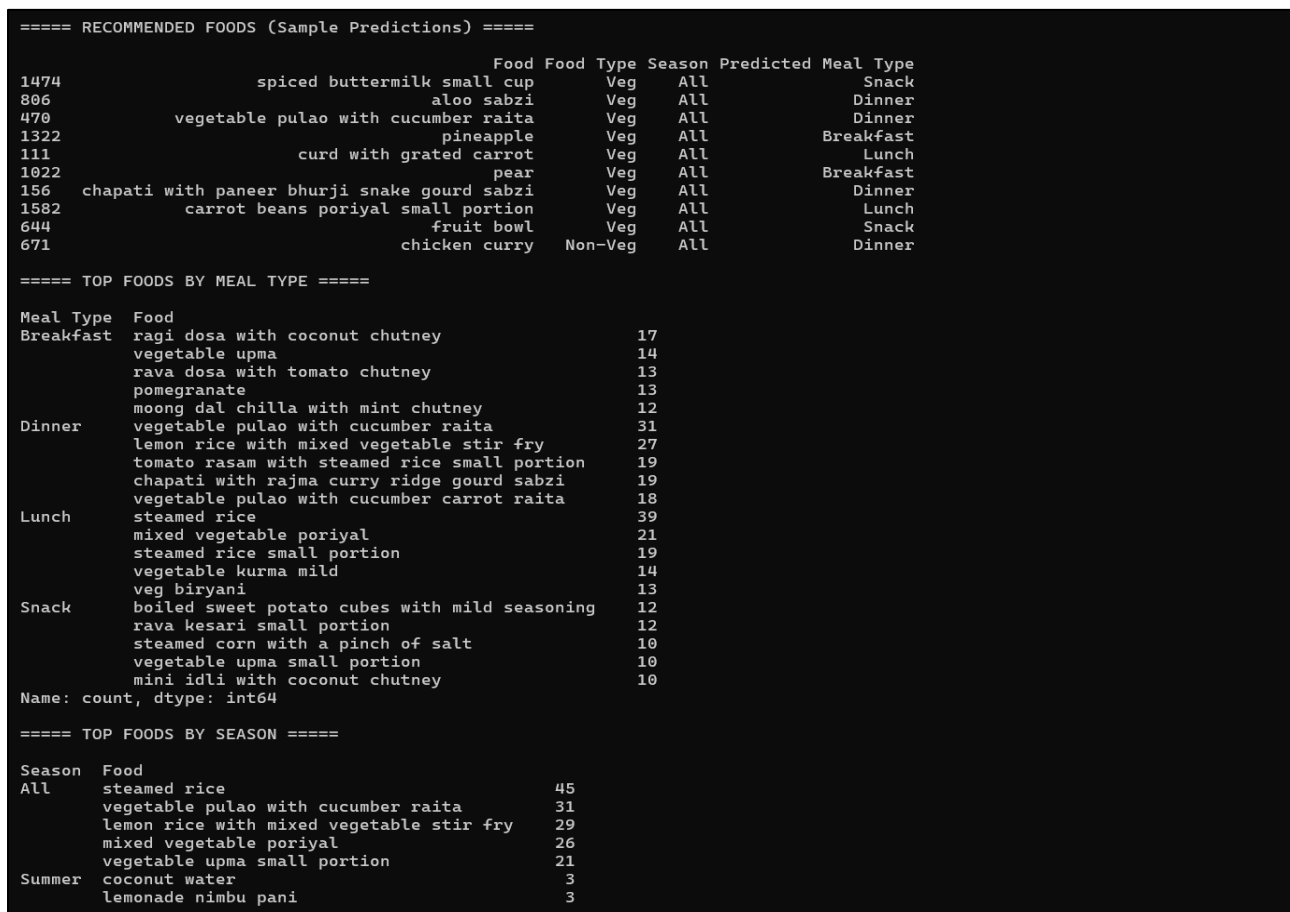 ===== RECOMMENDED FOODS (Sample Predictions) =====
Food Food Type Season Predicted Meal Type
1474 spiced buttermilk small cup Veg All Snack
806 aloo sabzi Veg All Dinner
470 vegetable pulao with cucumber raita Veg All Dinner
1322 pineapple Veg All Breakfast
111 curd with grated carrot Veg All Lunch
1022 pear Veg All Breakfast
156 chapati with paneer bhurji snake gourd sabzi Veg All Dinner
1582 carrot beans poriyal small portion Veg All Lunch
644 fruit bowl Veg All Snack
671 chicken curry Non-Veg All Dinner
===== TOP FOODS BY MEAL TYPE =====
Meal Type Food
Breakfast ragi dosa with coconut chutney 17
vegetable upma 14
rava dosa with tomato chutney 13
pomegranate 13
moong dal chilla with mint chutney 12
Dinner vegetable pulao with cucumber raita 31
lemon rice with mixed vegetable stir fry 27
tomato rasam with steamed rice small portion 19
chapati with rajma curry ridge gourd sabzi 19
vegetable pulao with cucumber carrot raita 18
Lunch steamed rice 39
mixed vegetable poriyal 21
steamed rice small portion 19
vegetable kurma mild 14
veg biryani 13
Snack boiled sweet potato cubes with mild seasoning 12
rava kesari small portion 12
steamed corn with a pinch of salt 10
vegetable upma small portion 10
mini idli with coconut chutney 10
Name: count, dtype: int64
===== TOP FOODS BY SEASON =====
Season Food
All steamed rice 45
vegetable pulao with cucumber raita 31
lemon rice with mixed vegetable stir fry 29
mixed vegetable poriyal 26
vegetable upma small portion 21
Summer coconut water 3
lemonade nimbu pani 3